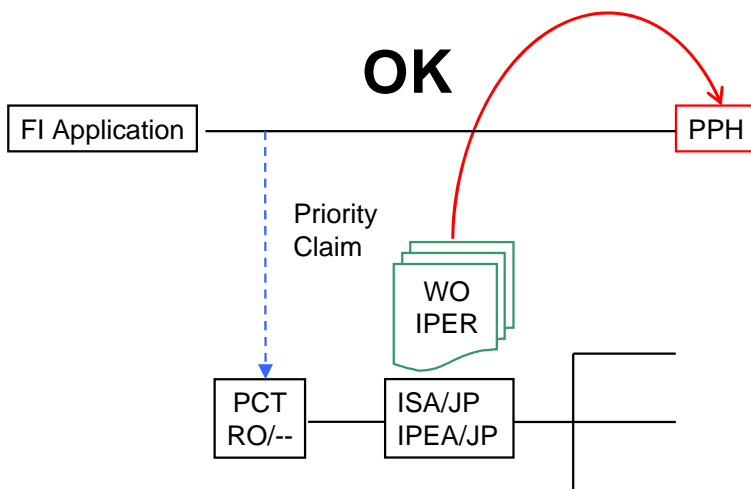 OK
FI Application
PPH
Priority
Claim
WO
IPER
PCT
RO/--
ISA/JP
IPEA/JP